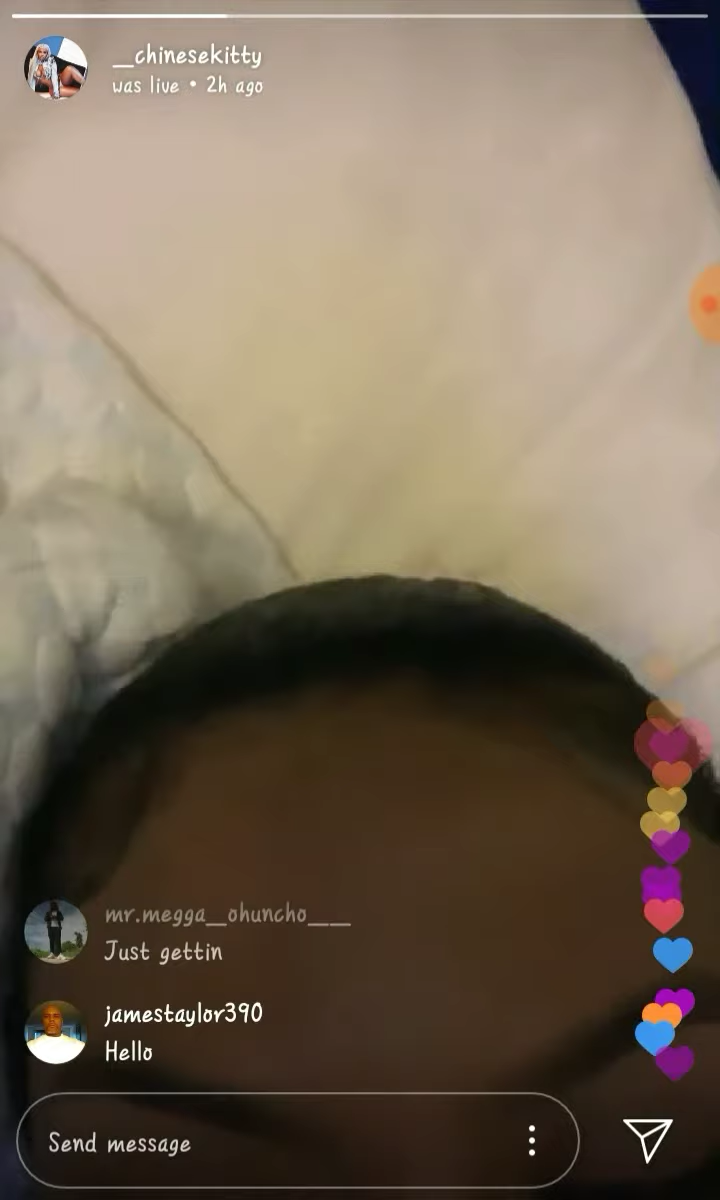 __chinesekitty
was live • 2h ago
mr.megga__ohuncho___
Just gettin
jamestaylor390
Hello
Send message